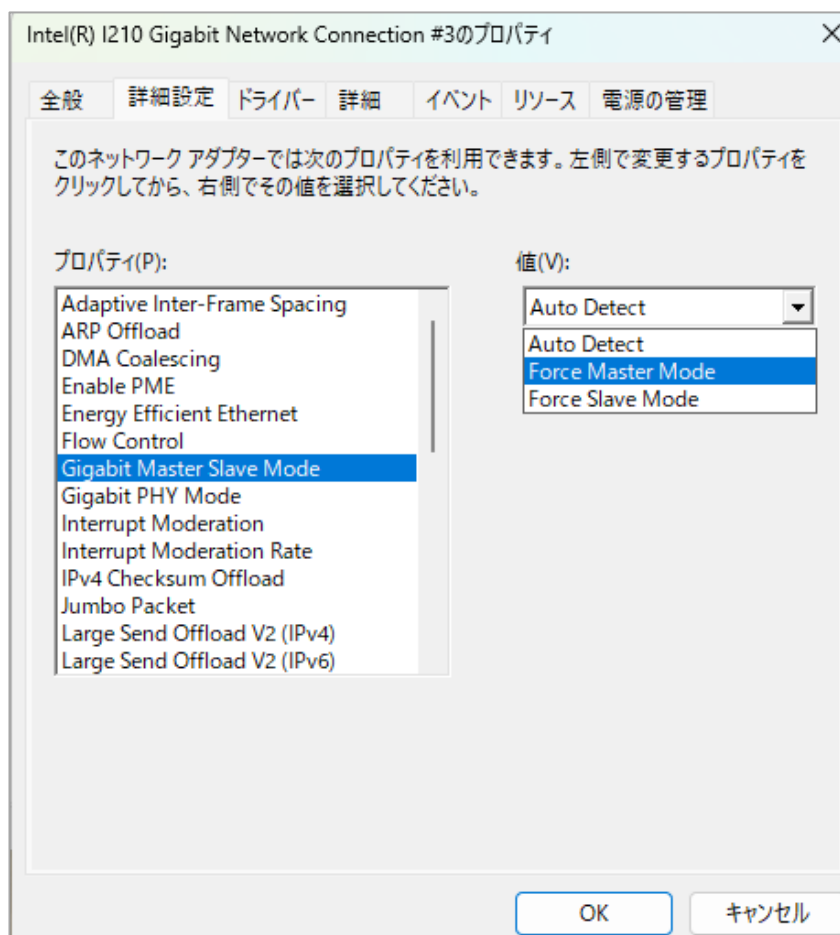 Intel(R) I210 Gigabit Network Connection #3のプロパティ
全般 詳細設定 ドライバー 詳細 イベント リソース 電源の管理
このネットワーク アダプターでは次のプロパティを利用できます。左側で変更するプロパティを
クリックしてから、右側でその値を選択してください。
プロパティ(P):
Adaptive Inter-Frame Spacing
ARP Offload
DMA Coalescing
Enable PME
Energy Efficient Ethernet
Flow Control
Gigabit Master Slave Mode
Gigabit PHY Mode
Interrupt Moderation
Interrupt Moderation Rate
IPv4 Checksum Offload
Jumbo Packet
Large Send Offload V2 (IPv4)
Large Send Offload V2 (IPv6)
値(V):
Auto Detect
Auto Detect
Force Master Mode
Force Slave Mode
OK キャンセル